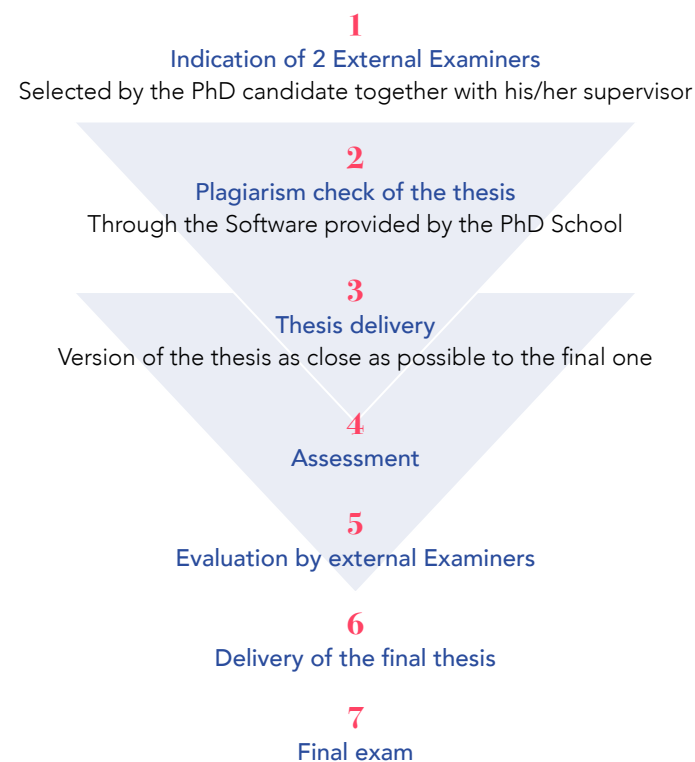 1
Indication of 2 External Examiners
Selected by the PhD candidate together with his/her supervisor
2
Plagiarism check of the thesis
Through the Software provided by the PhD School
3
Thesis delivery
Version of the thesis as close as possible to the final one
4
Assessment
5
Evaluation by external Examiners
6
Delivery of the final thesis
7
Final exam